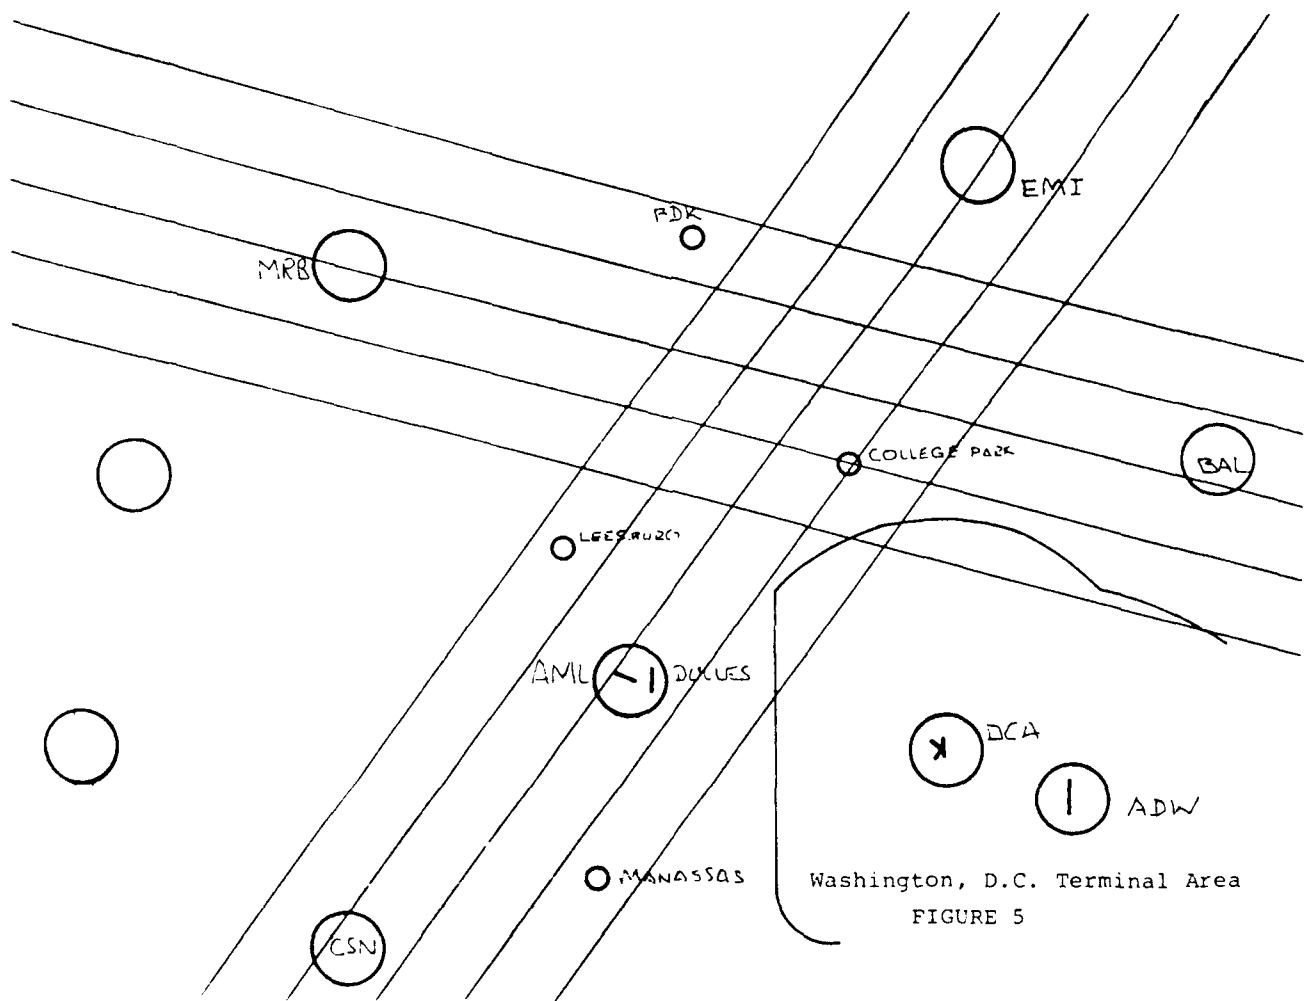 EMI
FDK
MRB
COLLEGE PARK
BAL
LEESBURG
AML
DULLES
DCA
ADW
MANASSAS
Washington, D.C. Terminal Area
FIGURE 5
CSN